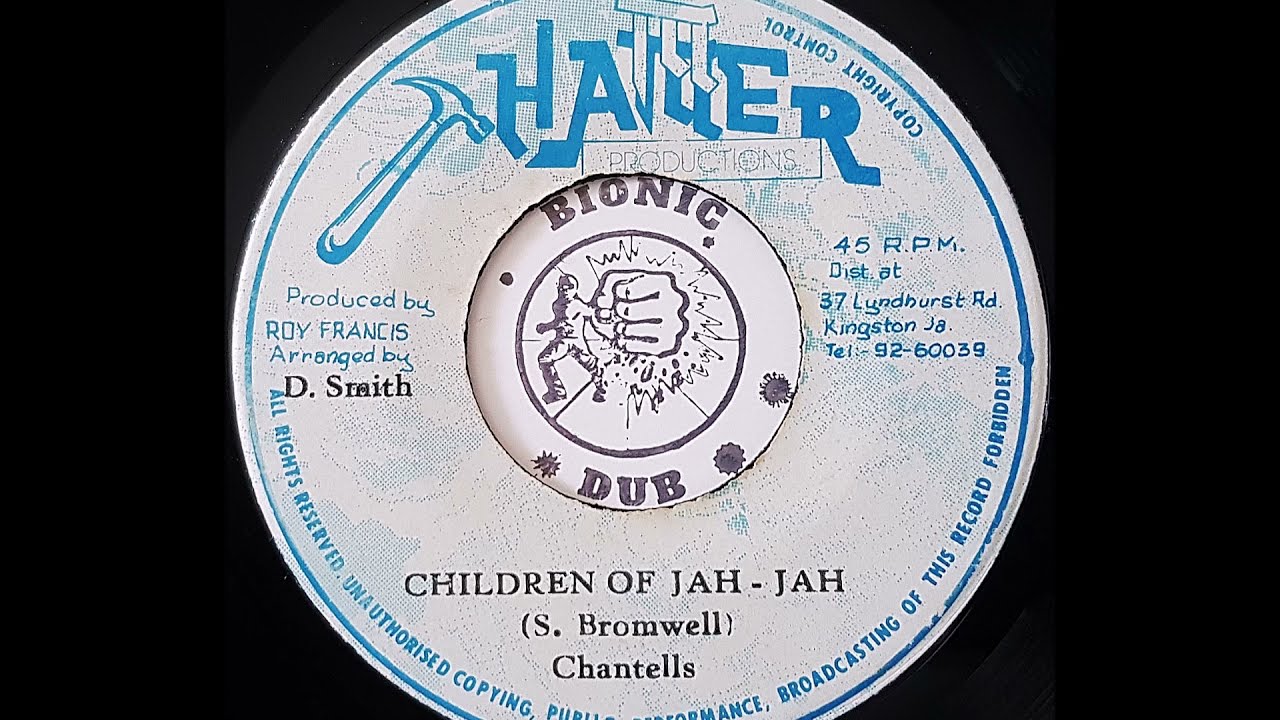 PRODUCTIONS
COPYRIGHT CONTROL
BIONIC
DUB
45 R.P.M.
Dist. at
37 Lyndhurst Rd.
Kingston Ja.
Tel:- 92-60039
Produced by
ROY FRANCIS
Arranged by
D. Smith
CHILDREN OF JAH - JAH
(S. Bromwell)
Chantells
ALL RIGHTS RESERVED. UNAUTHORISED COPYING, PUBLIC PERFORMANCE, BROADCASTING OF THIS RECORD FORBIDDEN